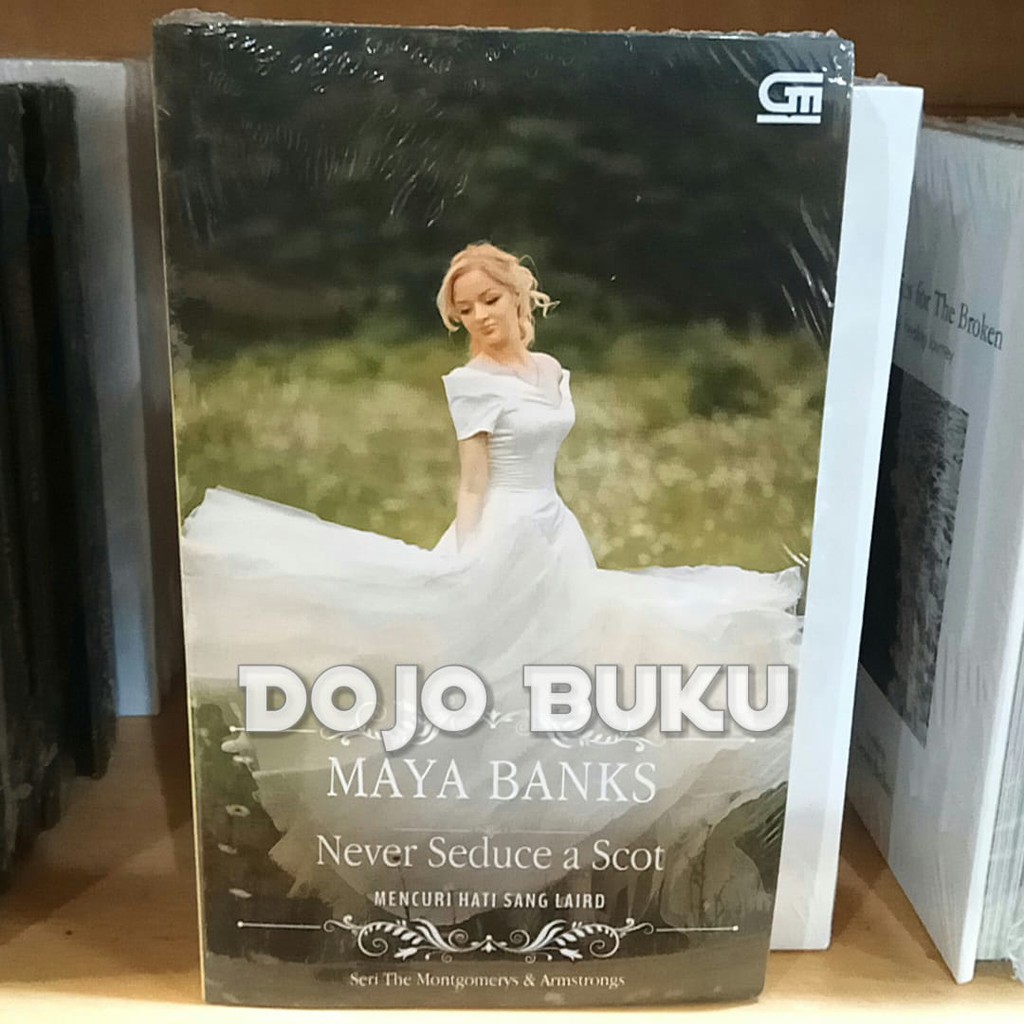 GM
DOJO BUKU
MAYA BANKS
Never Seduce a Scot
MENCURI HATI SANG LAIRD
Seri The Montgomerys & Armstrongs
for The Broken